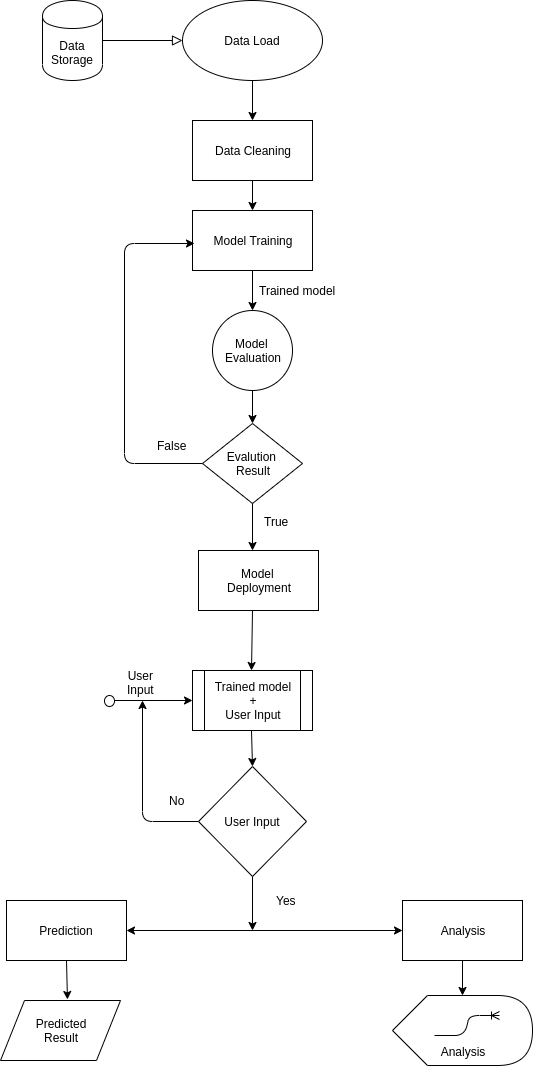 Data
Storage
Data Load
Data Cleaning
Model Training
Trained model
Model
Evaluation
False
Evalution
Result
True
Model
Deployment
User
Input
Trained model
+
User Input
No
User Input
Yes
Prediction
Analysis
Predicted
Result
Analysis